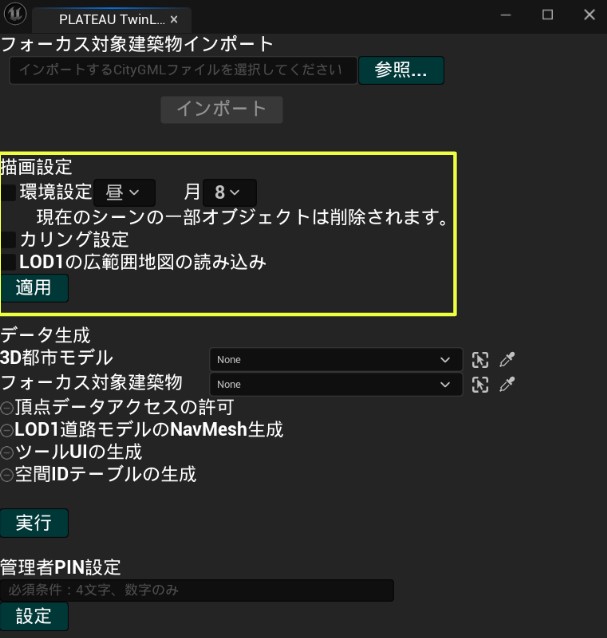 PLATEAU TwinL...
フォーカス対象建築物インポート
インポートするCityGMLファイルを選択してください 参照...
インポート
描画設定
環境設定 昼 月 8
現在のシーンの一部オブジェクトは削除されます。
カリング設定
LOD1の広範囲地図の読み込み
適用
データ生成
3D都市モデル None
フォーカス対象建築物 None
頂点データアクセスの許可
LOD1道路モデルのNavMesh生成
ツールUIの生成
空間IDテーブルの生成
実行
管理者PIN設定
必須条件：4文字、数字のみ
設定